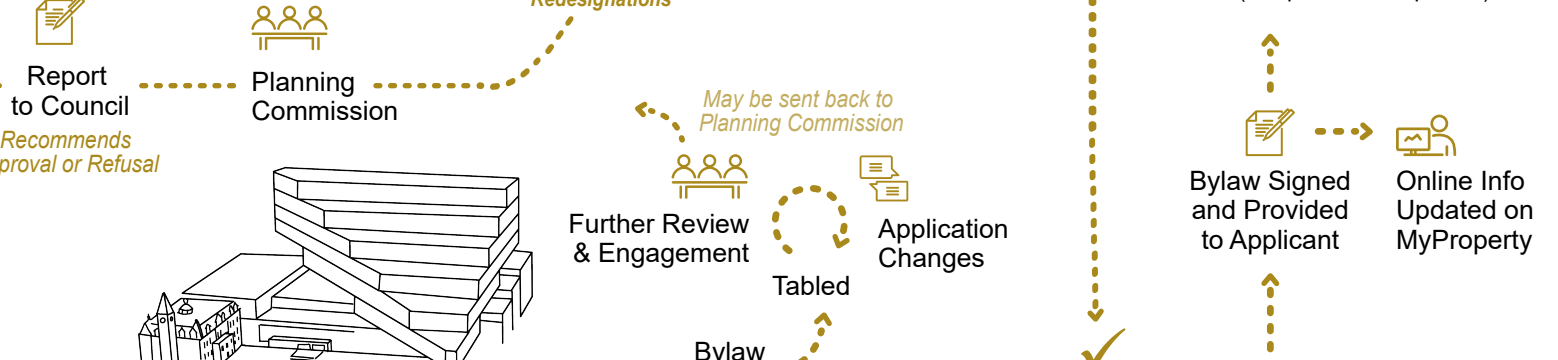 Redesignations
Report
to Council
Recommends
proval or Refusal
Planning
Commission
May be sent back to
Planning Commission
Further Review
& Engagement
Application
Changes
Tabled
Bylaw
Bylaw Signed
and Provided
to Applicant
Online Info
Updated on
MyProperty